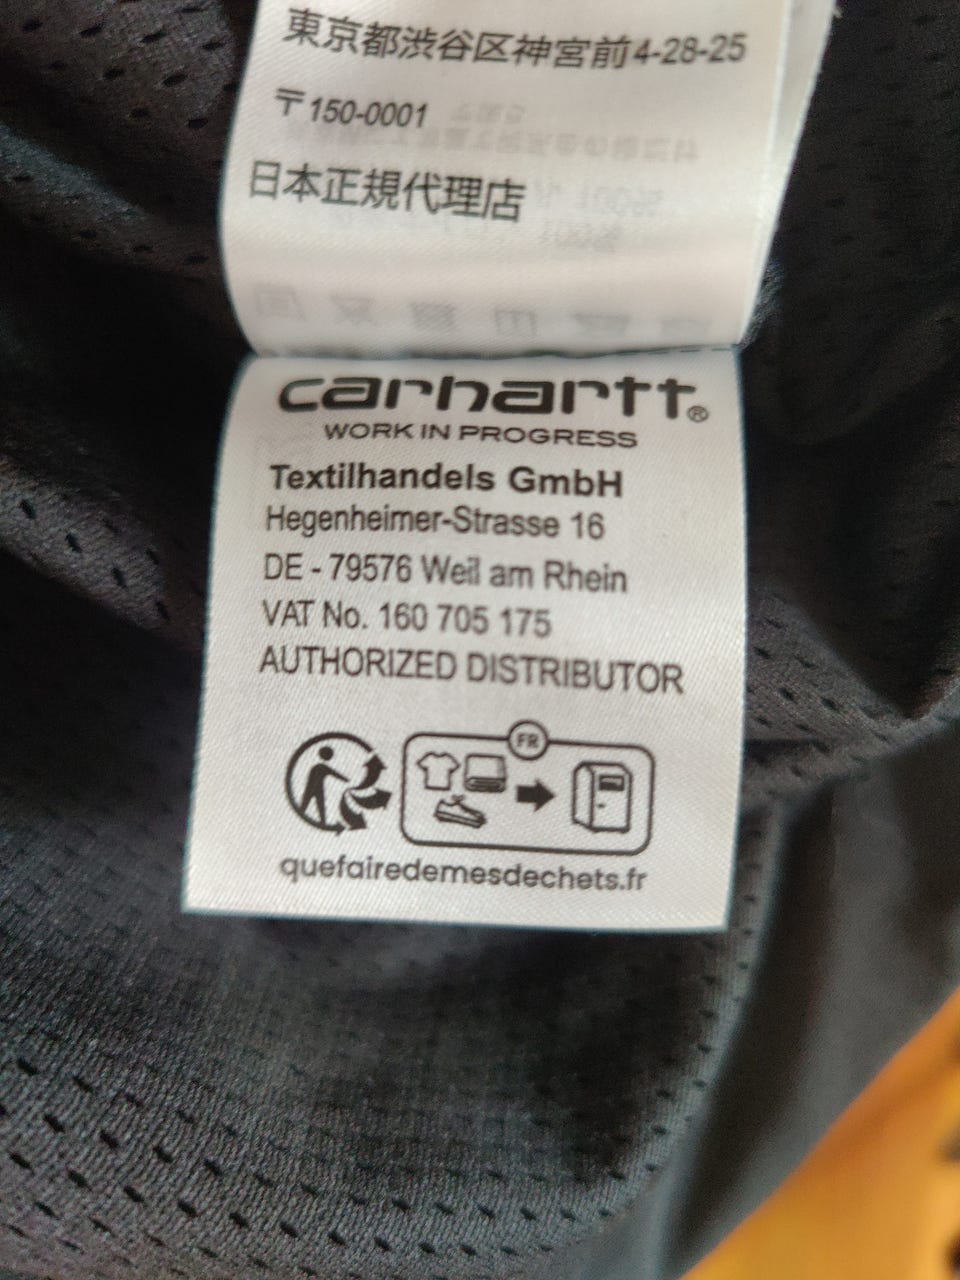 東京都渋谷区神宮前4-28-25
〒150-0001
日本正規代理店
carhartt®
WORK IN PROGRESS
Textilhandels GmbH
Hegenheimer-Strasse 16
DE - 79576 Weil am Rhein
VAT No. 160 705 175
AUTHORIZED DISTRIBUTOR
FR
quefairedemesdechets.fr